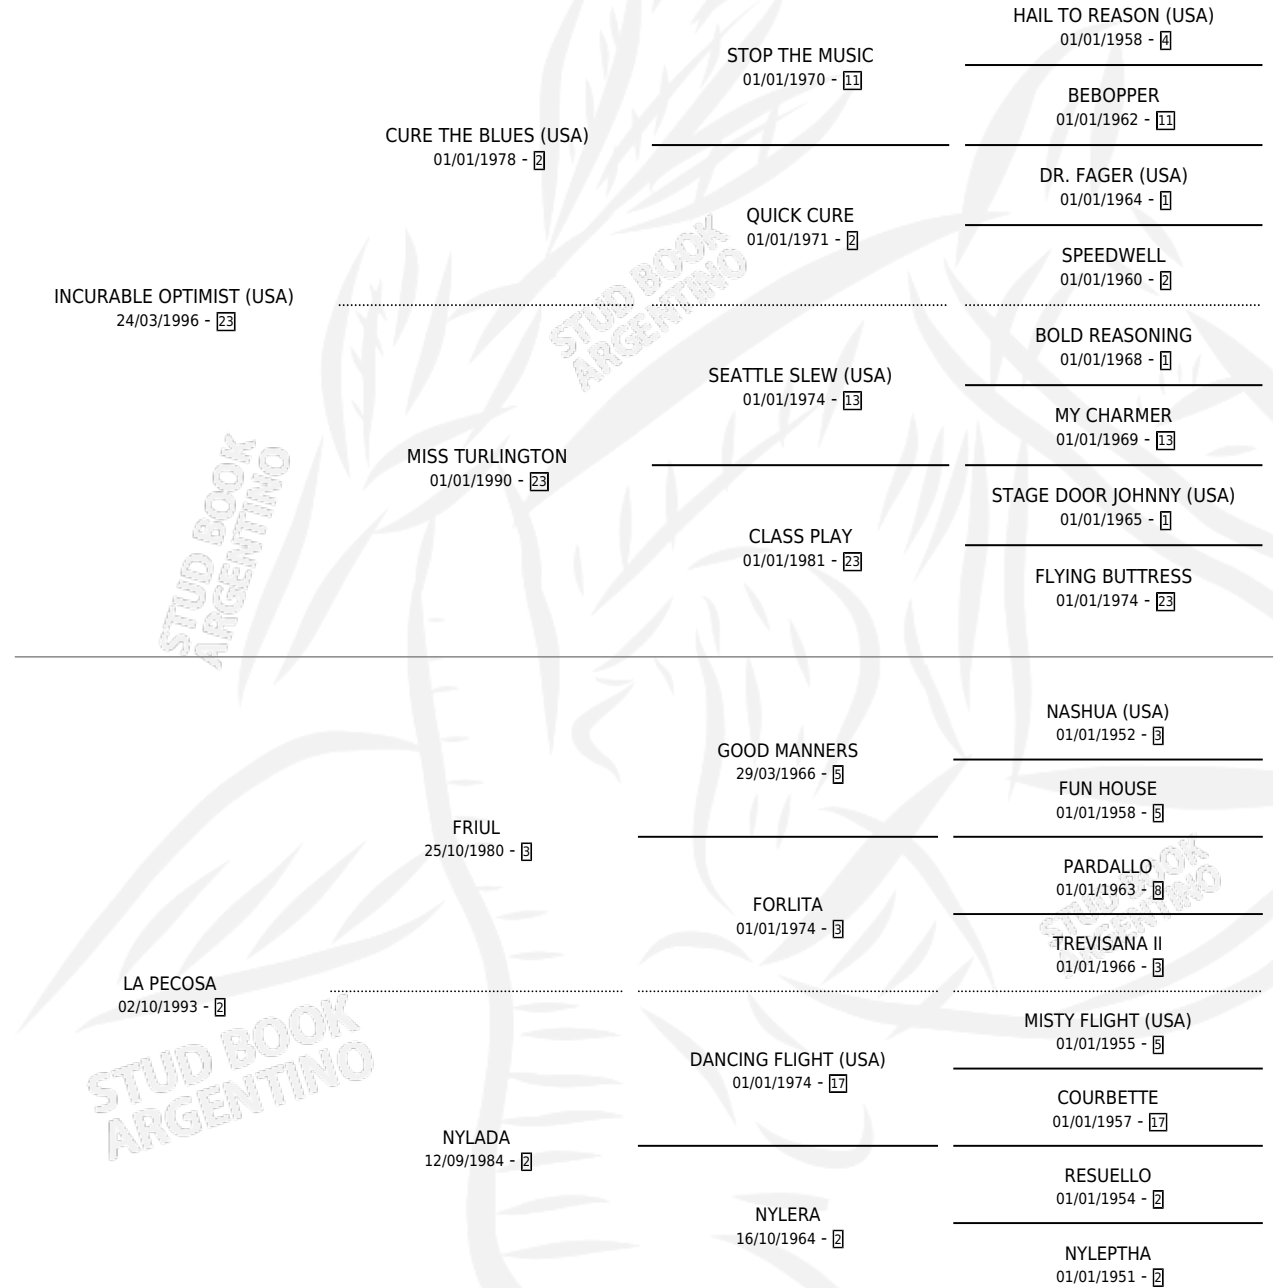 HAIL TO REASON (USA)
01/01/1958 - 4
STOP THE MUSIC
01/01/1970 - 11
BEBOPPER
01/01/1962 - 11
CURE THE BLUES (USA)
01/01/1978 - 2
DR. FAGER (USA)
01/01/1964 - 1
QUICK CURE
01/01/1971 - 2
SPEEDWELL
01/01/1960 - 2
INCURABLE OPTIMIST (USA)
24/03/1996 - 23
BOLD REASONING
01/01/1968 - 1
SEATTLE SLEW (USA)
01/01/1974 - 13
MY CHARMER
01/01/1969 - 13
MISS TURLINGTON
01/01/1990 - 23
STAGE DOOR JOHNNY (USA)
01/01/1965 - 1
CLASS PLAY
01/01/1981 - 23
FLYING BUTTRESS
01/01/1974 - 23
NASHUA (USA)
01/01/1952 - 3
GOOD MANNERS
29/03/1966 - 5
FUN HOUSE
01/01/1958 - 5
FRIUL
25/10/1980 - 3
PARDALLO
01/01/1963 - 8
FORLITA
01/01/1974 - 3
TREVISANA II
01/01/1966 - 3
LA PECOSA
02/10/1993 - 2
MISTY FLIGHT (USA)
01/01/1955 - 5
DANCING FLIGHT (USA)
01/01/1974 - 17
COURBETTE
01/01/1957 - 17
NYLADA
12/09/1984 - 2
RESUELLO
01/01/1954 - 2
NYLERA
16/10/1964 - 2
NYLEPTHA
01/01/1951 - 2
STUD BOOK
ARGENTINO
STUD BOOK
ARGENTINO
STUD BOOK
ARGENTINO
STUD BOOK
ARGENTINO